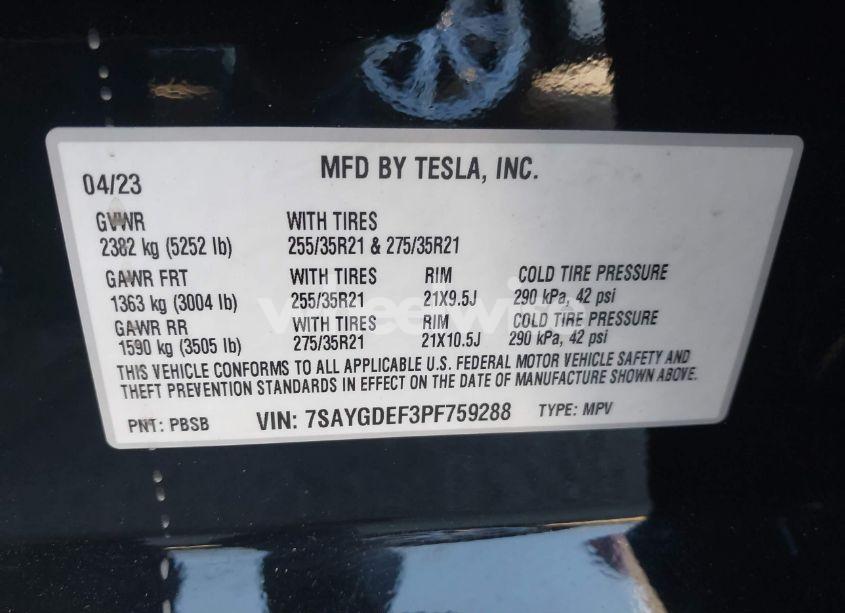 MFD BY TESLA, INC.
04/23
GVWR WITH TIRES
2382 kg (5252 lb) 255/35R21 & 275/35R21
GAWR FRT WITH TIRES RIM COLD TIRE PRESSURE
1363 kg (3004 lb) 255/35R21 21X9.5J 290 kPa, 42 psi
GAWR RR WITH TIRES RIM COLD TIRE PRESSURE
1590 kg (3505 lb) 275/35R21 21X10.5J 290 kPa, 42 psi
THIS VEHICLE CONFORMS TO ALL APPLICABLE U.S. FEDERAL MOTOR VEHICLE SAFETY AND
THEFT PREVENTION STANDARDS IN EFFECT ON THE DATE OF MANUFACTURE SHOWN ABOVE.
PNT: PBSB VIN: 7SAYGDEF3PF759288 TYPE: MPV